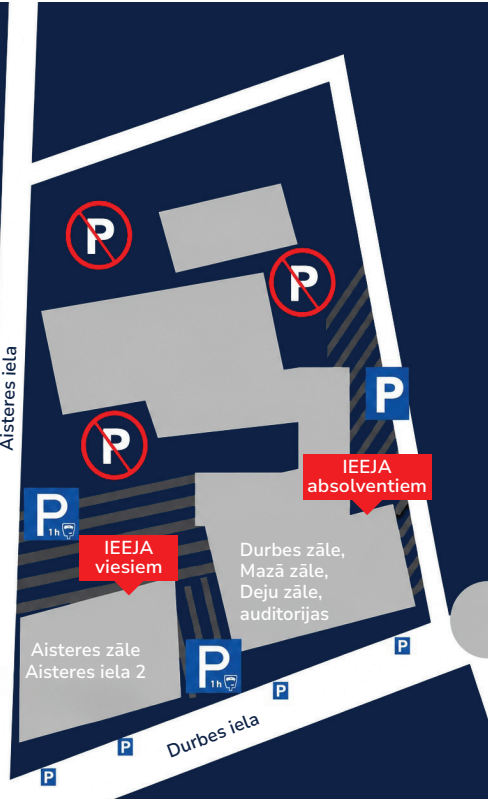 P
P
Aisteres iela
P
P
IEEJA
absolventiem
P
1h
IEEJA
viesiem
Durbes zāle,
Mazā zāle,
Deju zāle,
auditorijas
Aisteres zāle
Aisteres iela 2
P
1h
P
P
P
Durbes iela
P